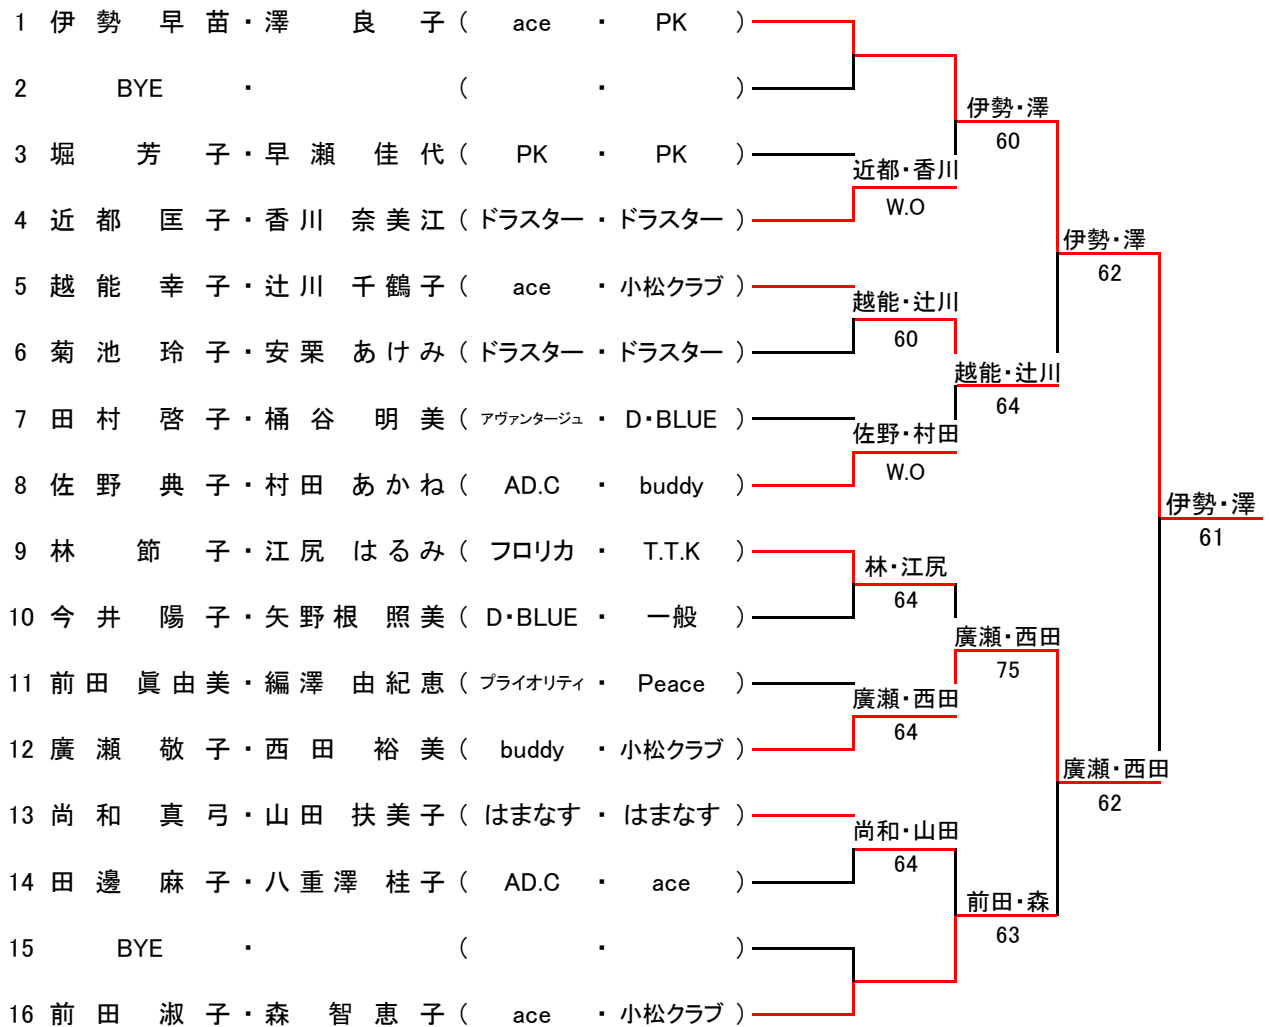 1 伊勢 早苗・澤 良子 ( ace ・ PK )
2 BYE ・ ( ・ )
伊勢・澤
60
3 堀 芳子・早瀬 佳代 ( PK ・ PK )
近都・香川
W.O
4 近都 匡子・香川 奈美江 ( ドラスター ・ ドラスター )
伊勢・澤
62
5 越能 幸子・辻川 千鶴子 ( ace ・ 小松クラブ )
越能・辻川
60
6 菊池 玲子・安栗 あけみ ( ドラスター ・ ドラスター )
越能・辻川
64
7 田村 啓子・桶谷 明美 ( アヴァンタージュ ・ D・BLUE )
佐野・村田
W.O
8 佐野 典子・村田 あかね ( AD.C ・ buddy )
伊勢・澤
61
9 林 節子・江尻 はるみ ( フロリカ ・ T.T.K )
林・江尻
64
10 今井 陽子・矢野根 照美 ( D・BLUE ・ 一般 )
廣瀬・西田
75
11 前田 眞由美・編澤 由紀恵 ( プライオリティ ・ Peace )
廣瀬・西田
64
12 廣瀬 敬子・西田 裕美 ( buddy ・ 小松クラブ )
廣瀬・西田
62
13 尚和 真弓・山田 扶美子 ( はまなす ・ はまなす )
尚和・山田
64
14 田邊 麻子・八重澤 桂子 ( AD.C ・ ace )
前田・森
63
15 BYE ・ ( ・ )
16 前田 淑子・森 智恵子 ( ace ・ 小松クラブ )